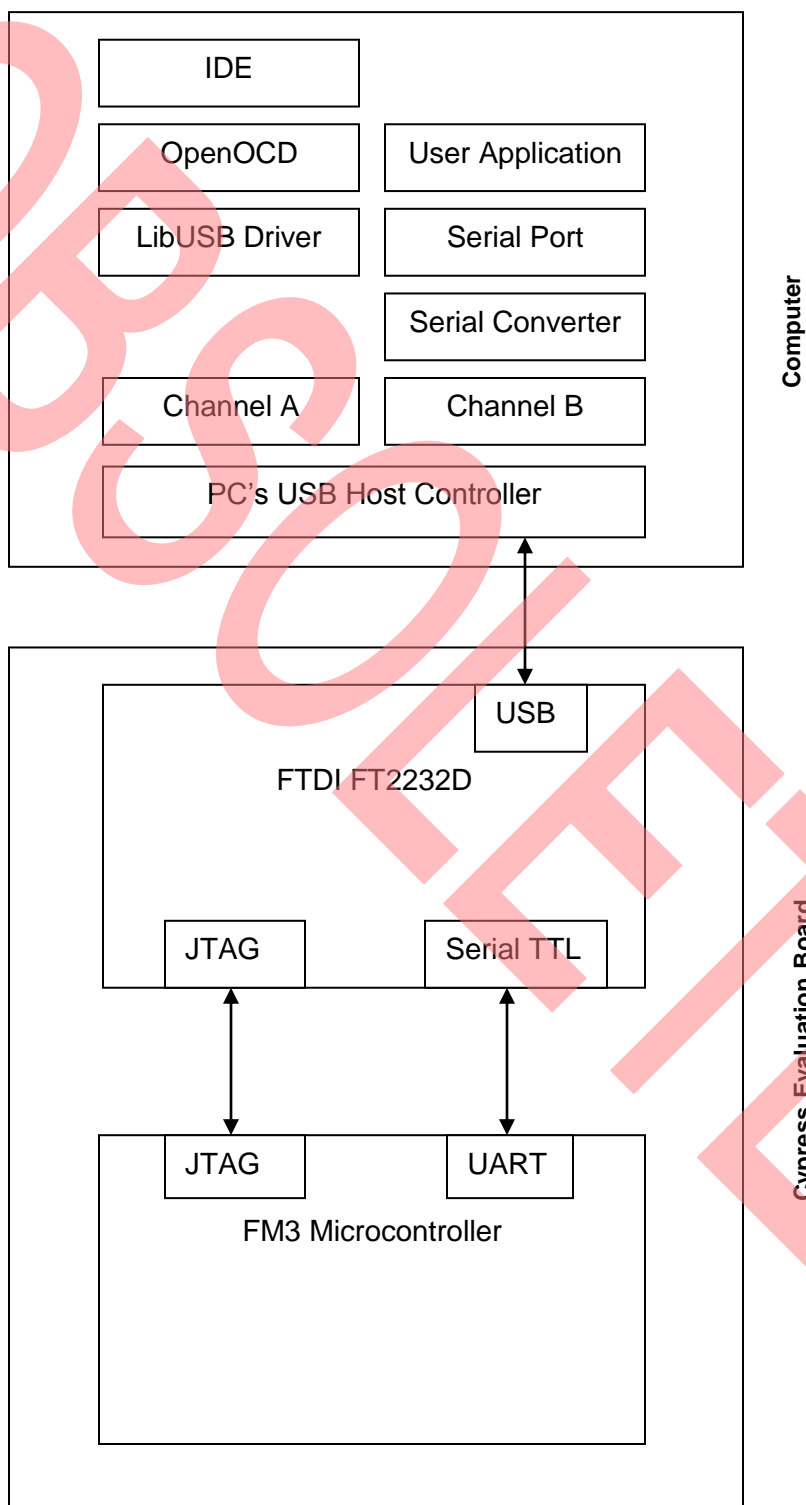 IDE
OpenOCD
User Application
LibUSB Driver
Serial Port
Serial Converter
Channel A
Channel B
PC's USB Host Controller
Computer
USB
FTDI FT2232D
JTAG
Serial TTL
Cypress Evaluation Board
JTAG
UART
FM3 Microcontroller
OBSOLETE